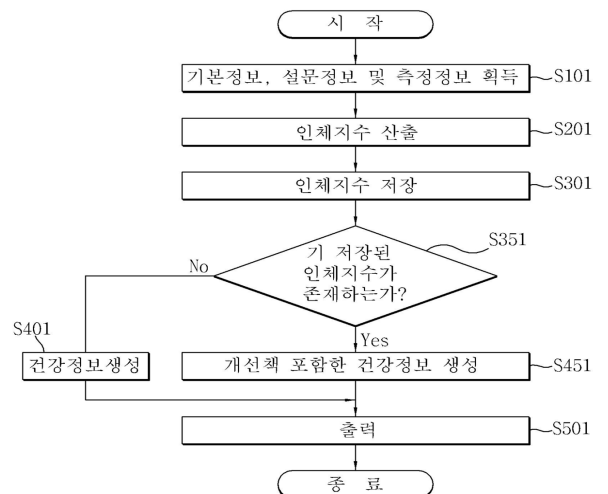 시 작
기본정보, 설문정보 및 측정정보 획득
S101
인체지수 산출
S201
인체지수 저장
S301
기 저장된
인체지수가
존재하는가?
S351
No
Yes
S401
건강정보생성
개선책 포함한 건강정보 생성
S451
출력
S501
종 료